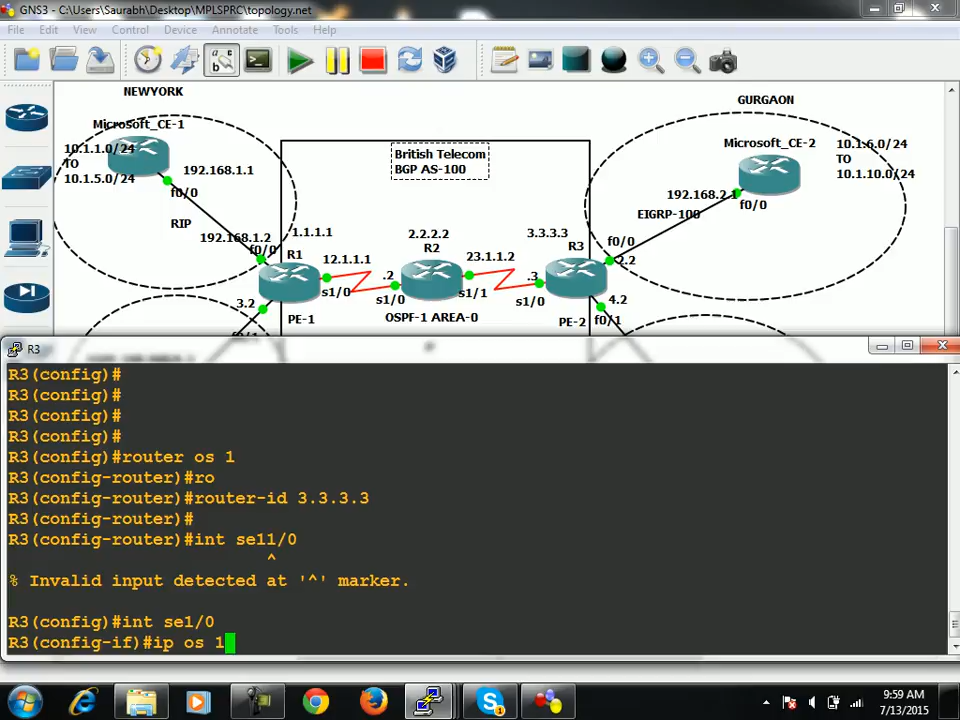 GNS3 - C:\Users\Saurabh\Desktop\MPLSPRC\topology.net
File Edit View Control Device Annotate Tools Help
NEWYORK
GURGAON
Microsoft_CE-1
10.1.1.0/24
TO
10.1.5.0/24
192.168.1.1
f0/0
RIP
192.168.1.2
f0/0
British Telecom
BGP AS-100
Microsoft_CE-2
10.1.6.0/24
TO
10.1.10.0/24
192.168.2.1
f0/0
EIGRP-100
1.1.1.1
R1
12.1.1.1
s1/0
PE-1
3.2
2.2.2.2
R2
.2
s1/0
23.1.1.2
s1/1
OSPF-1 AREA-0
3.3.3.3
R3
.3
s1/0
f0/0
2.2
4.2
PE-2
f0/1
R3
R3(config)#
R3(config)#
R3(config)#
R3(config)#
R3(config)#router os 1
R3(config-router)#ro
R3(config-router)#router-id 3.3.3.3
R3(config-router)#
R3(config-router)#int se11/0
^
% Invalid input detected at '^' marker.
R3(config)#int se1/0
R3(config-if)#ip os 1
9:59 AM
7/13/2015